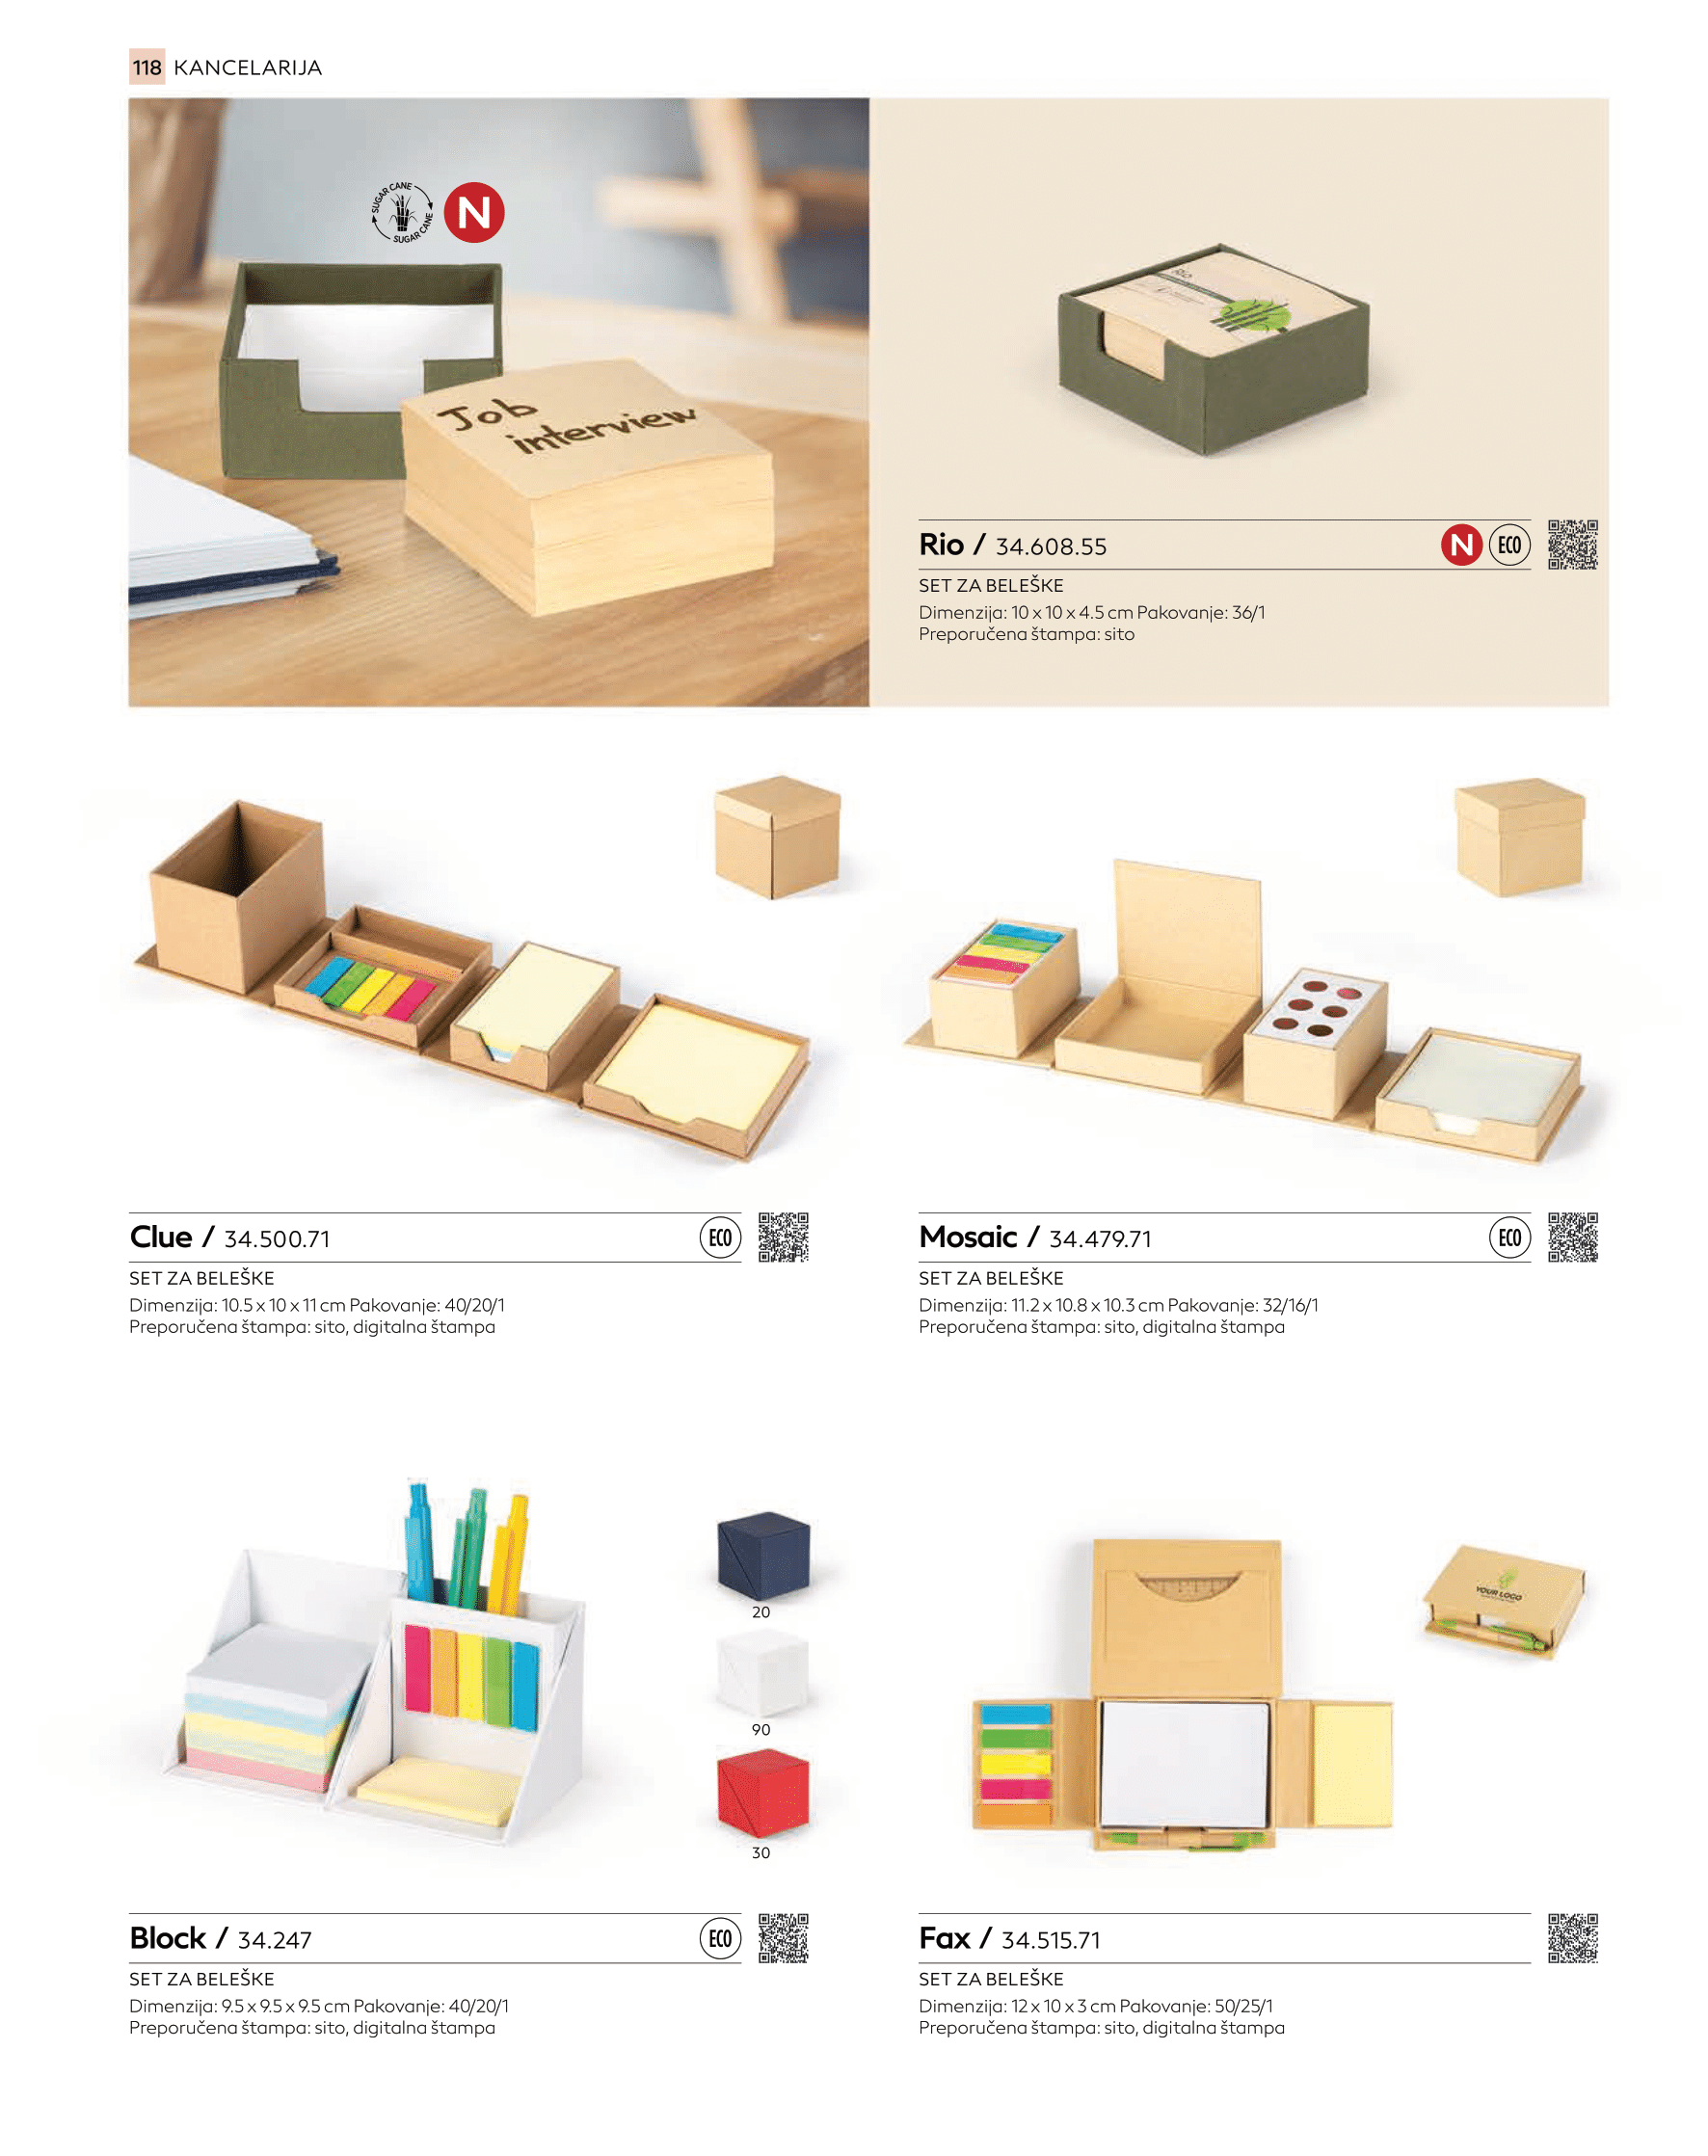 118 KANCELARIJA
SUGAR CANE
SUGAR CANE
N
Job
interview
Rio
Rio / 34.608.55
N ECO
SET ZA BELEŠKE
Dimenzija: 10 x 10 x 4.5 cm Pakovanje: 36/1
Preporučena štampa: sito
Clue / 34.500.71
ECO
SET ZA BELEŠKE
Dimenzija: 10.5 x 10 x 11 cm Pakovanje: 40/20/1
Preporučena štampa: sito, digitalna štampa
Mosaic / 34.479.71
ECO
SET ZA BELEŠKE
Dimenzija: 11.2 x 10.8 x 10.3 cm Pakovanje: 32/16/1
Preporučena štampa: sito, digitalna štampa
20
90
30
YOUR LOGO
Block / 34.247
ECO
SET ZA BELEŠKE
Dimenzija: 9.5 x 9.5 x 9.5 cm Pakovanje: 40/20/1
Preporučena štampa: sito, digitalna štampa
Fax / 34.515.71
SET ZA BELEŠKE
Dimenzija: 12 x 10 x 3 cm Pakovanje: 50/25/1
Preporučena štampa: sito, digitalna štampa